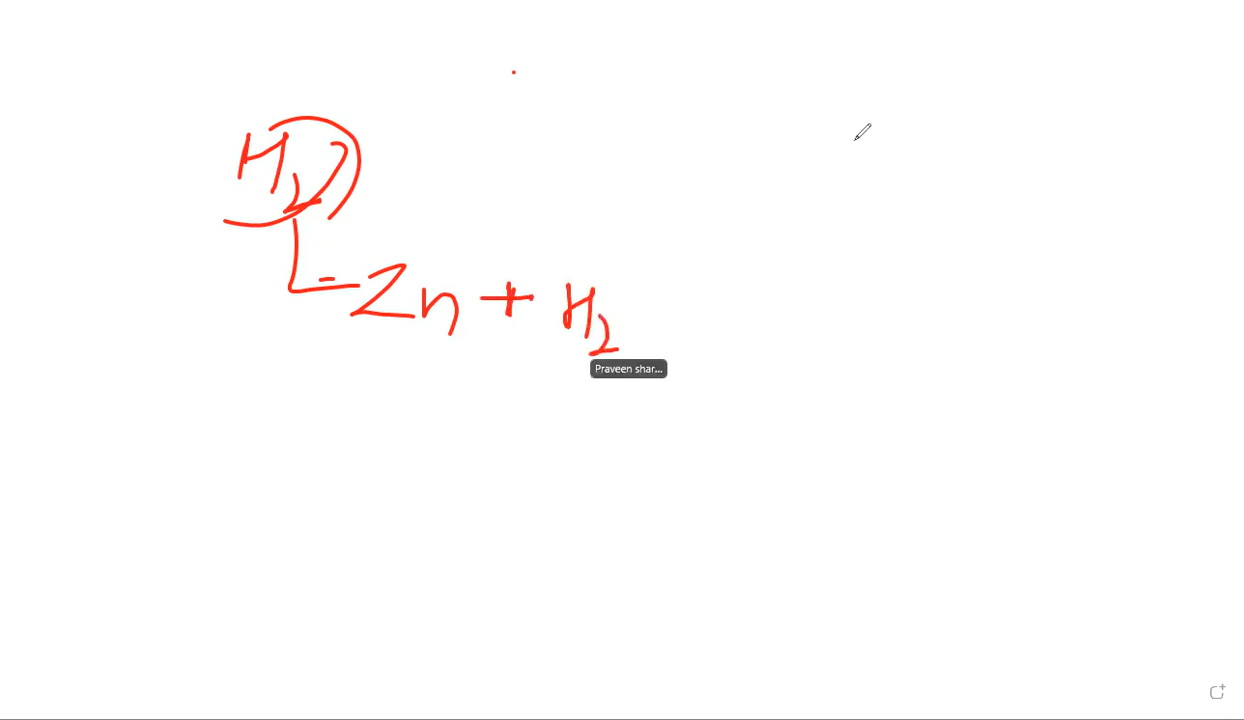 H₂
Zn + H₂
Praveen shar...